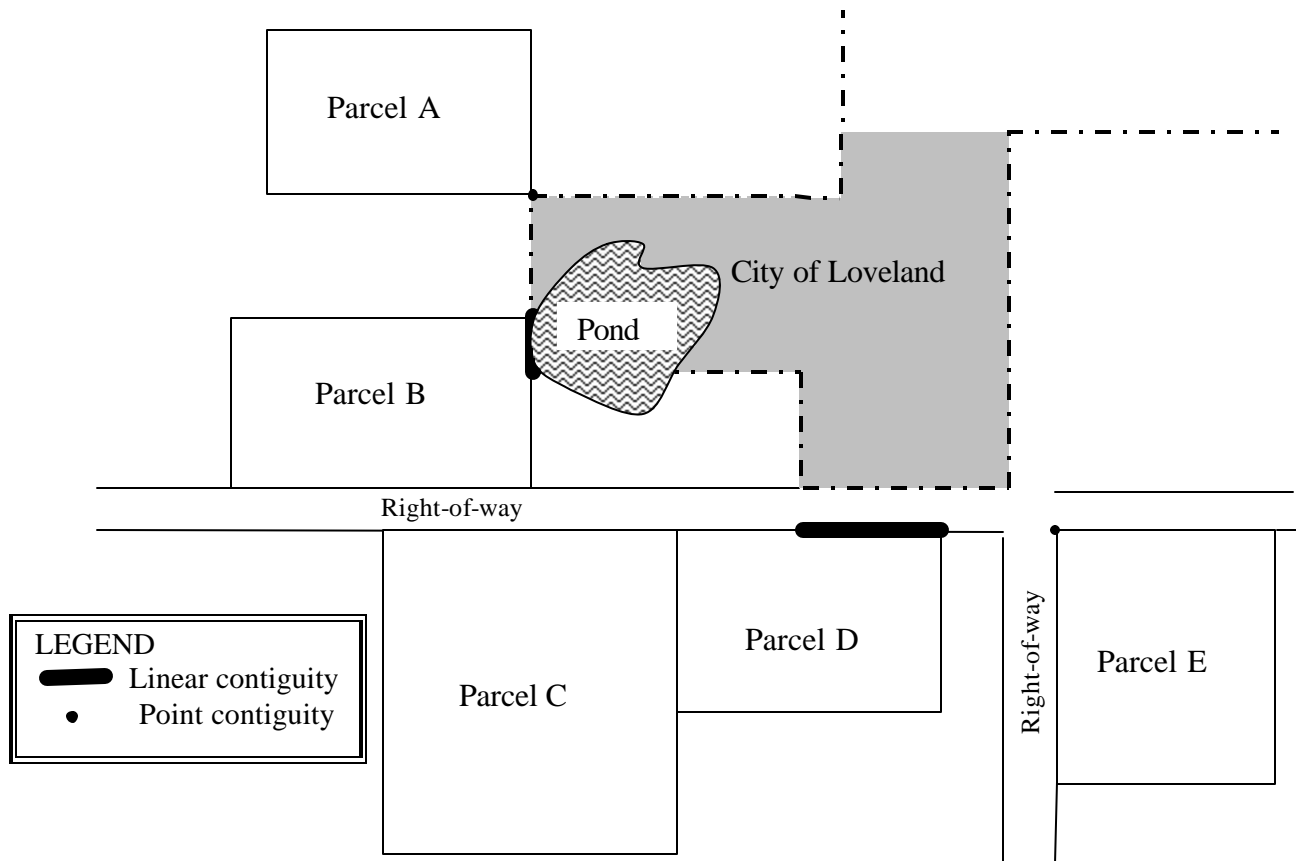 Parcel A
City of Loveland
Pond
Parcel B
Right-of-way
Parcel D
Right-of-way
Parcel E
Parcel C
LEGEND
Linear contiguity
Point contiguity